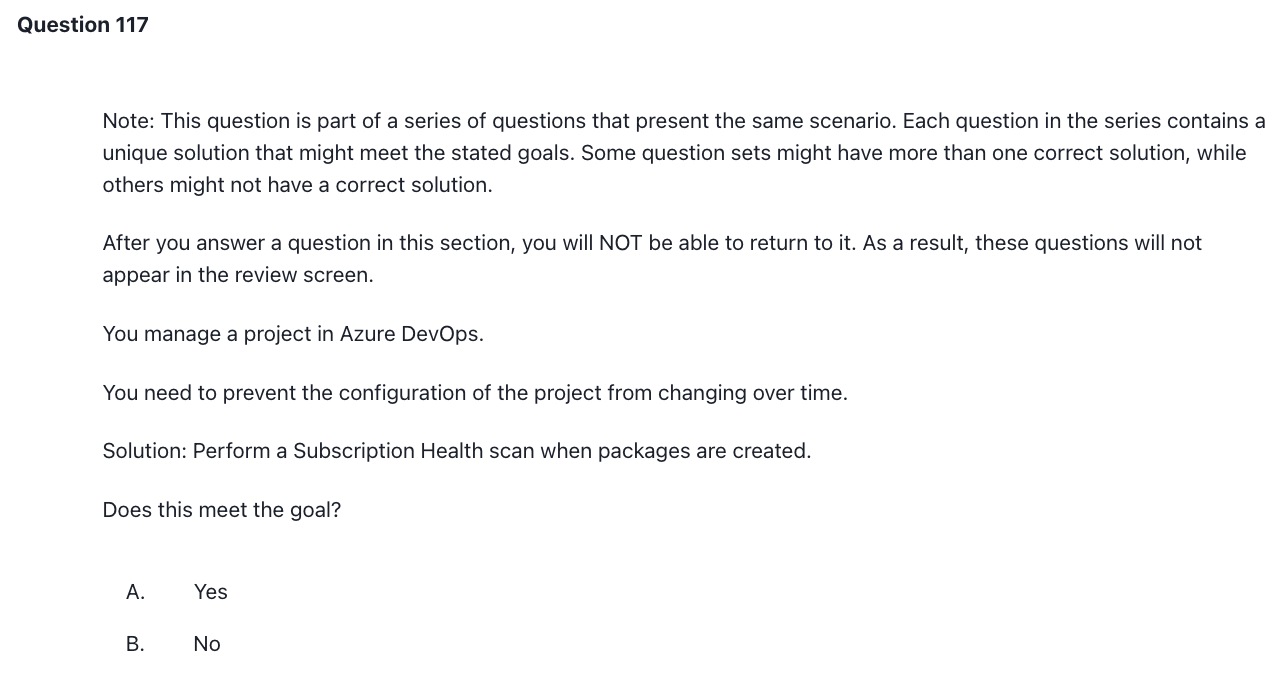 Question 117
Note: This question is part of a series of questions that present the same scenario. Each question in the series contains a
unique solution that might meet the stated goals. Some question sets might have more than one correct solution, while
others might not have a correct solution.
After you answer a question in this section, you will NOT be able to return to it. As a result, these questions will not
appear in the review screen.
You manage a project in Azure DevOps.
You need to prevent the configuration of the project from changing over time.
Solution: Perform a Subscription Health scan when packages are created.
Does this meet the goal?
A. Yes
B. No